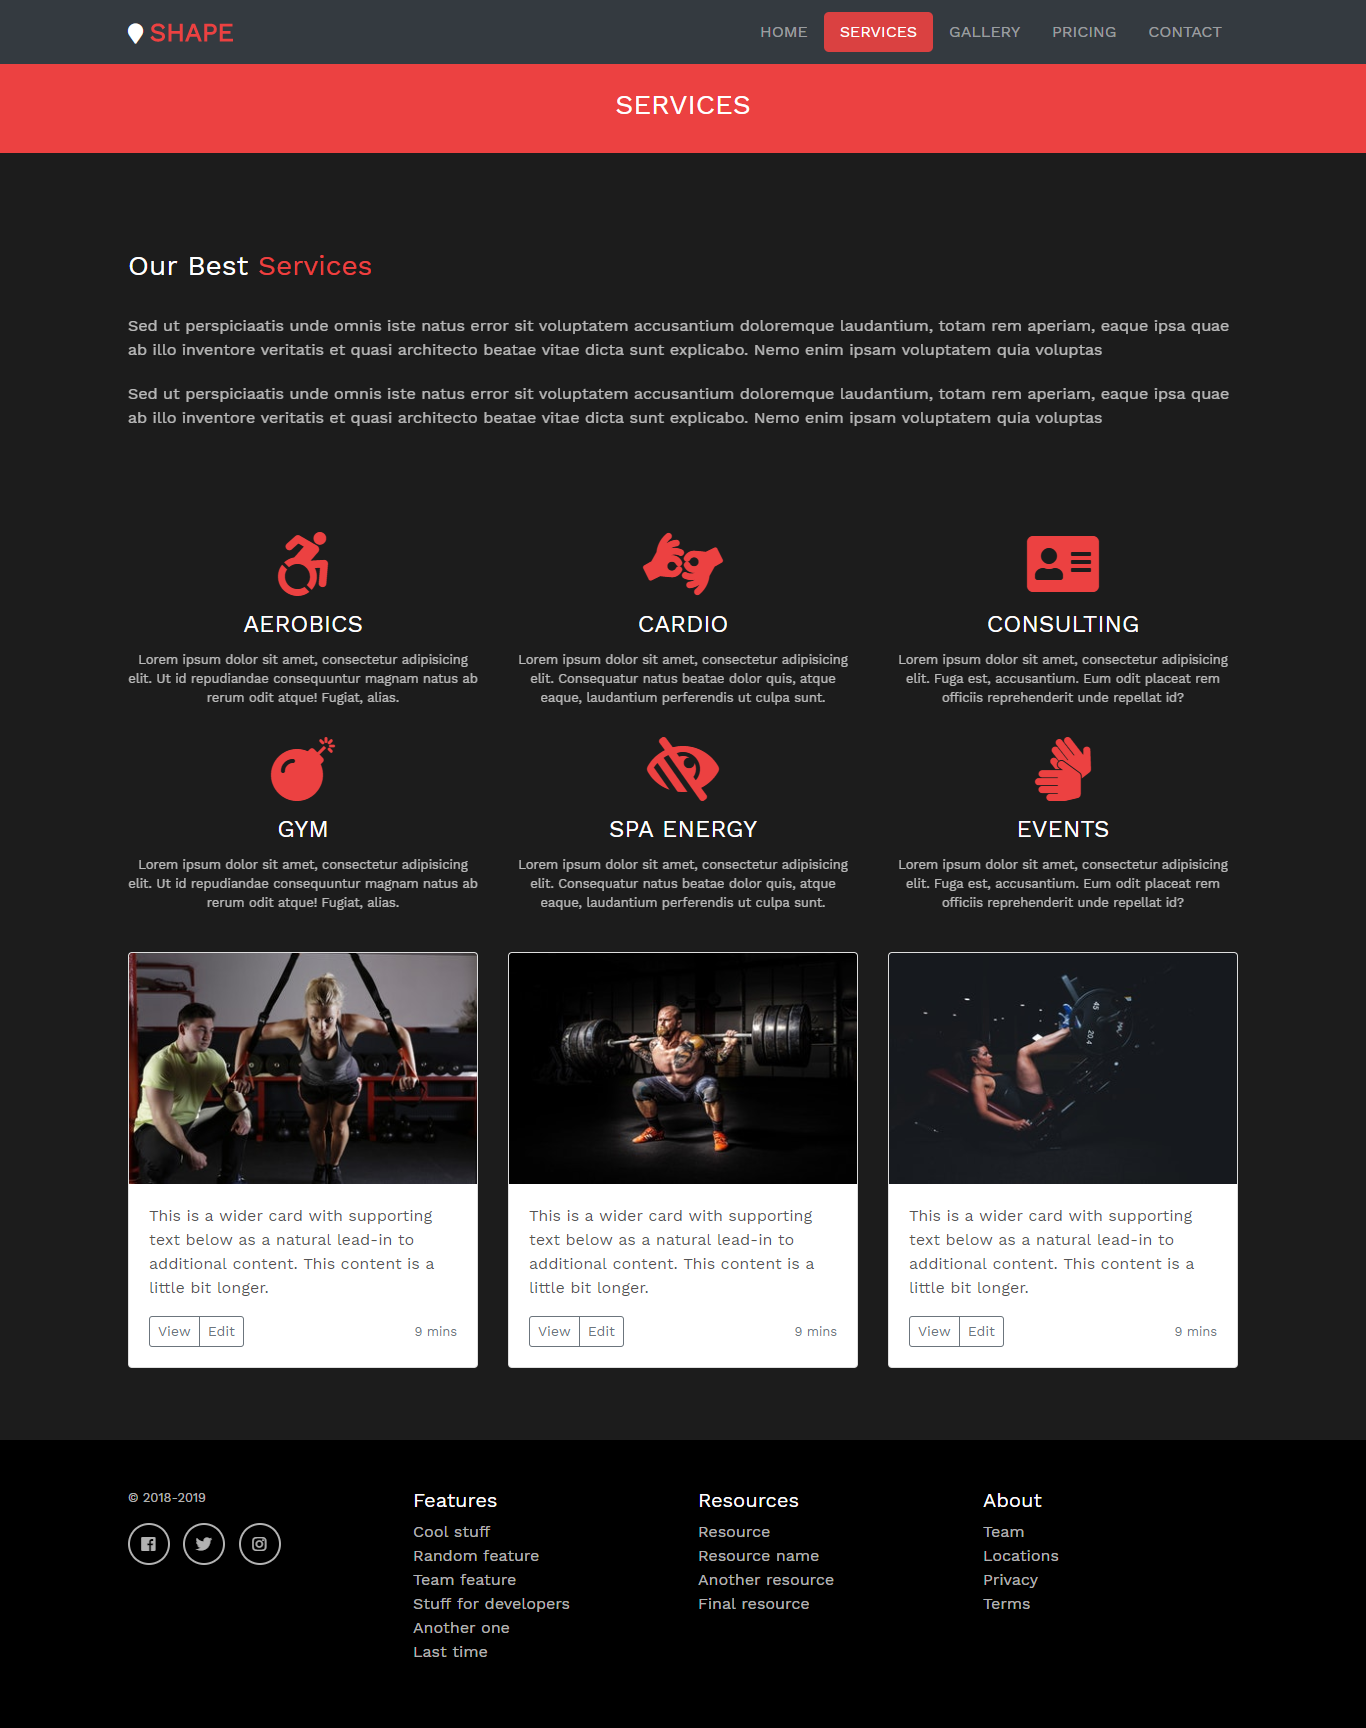 SHAPE
HOME SERVICES GALLERY PRICING CONTACT
SERVICES
Our Best Services
Sed ut perspiciaatis unde omnis iste natus error sit voluptatem accusantium doloremque laudantium, totam rem aperiam, eaque ipsa quae
ab illo inventore veritatis et quasi architecto beatae vitae dicta sunt explicabo. Nemo enim ipsam voluptatem quia voluptas
Sed ut perspiciaatis unde omnis iste natus error sit voluptatem accusantium doloremque laudantium, totam rem aperiam, eaque ipsa quae
ab illo inventore veritatis et quasi architecto beatae vitae dicta sunt explicabo. Nemo enim ipsam voluptatem quia voluptas
AEROBICS
Lorem ipsum dolor sit amet, consectetur adipisicing
elit. Ut id repudiandae consequuntur magnam natus ab
rerum odit atque! Fugiat, alias.
CARDIO
Lorem ipsum dolor sit amet, consectetur adipisicing
elit. Consequatur natus beatae dolor quis, atque
eaque, laudantium perferendis ut culpa sunt.
CONSULTING
Lorem ipsum dolor sit amet, consectetur adipisicing
elit. Fuga est, accusantium. Eum odit placeat rem
officiis reprehenderit unde repellat id?
GYM
Lorem ipsum dolor sit amet, consectetur adipisicing
elit. Ut id repudiandae consequuntur magnam natus ab
rerum odit atque! Fugiat, alias.
SPA ENERGY
Lorem ipsum dolor sit amet, consectetur adipisicing
elit. Consequatur natus beatae dolor quis, atque
eaque, laudantium perferendis ut culpa sunt.
EVENTS
Lorem ipsum dolor sit amet, consectetur adipisicing
elit. Fuga est, accusantium. Eum odit placeat rem
officiis reprehenderit unde repellat id?
45
20.4
This is a wider card with supporting
text below as a natural lead-in to
additional content. This content is a
little bit longer.
View Edit 9 mins
This is a wider card with supporting
text below as a natural lead-in to
additional content. This content is a
little bit longer.
View Edit 9 mins
This is a wider card with supporting
text below as a natural lead-in to
additional content. This content is a
little bit longer.
View Edit 9 mins
© 2018-2019
Features
Cool stuff
Random feature
Team feature
Stuff for developers
Another one
Last time
Resources
Resource
Resource name
Another resource
Final resource
About
Team
Locations
Privacy
Terms